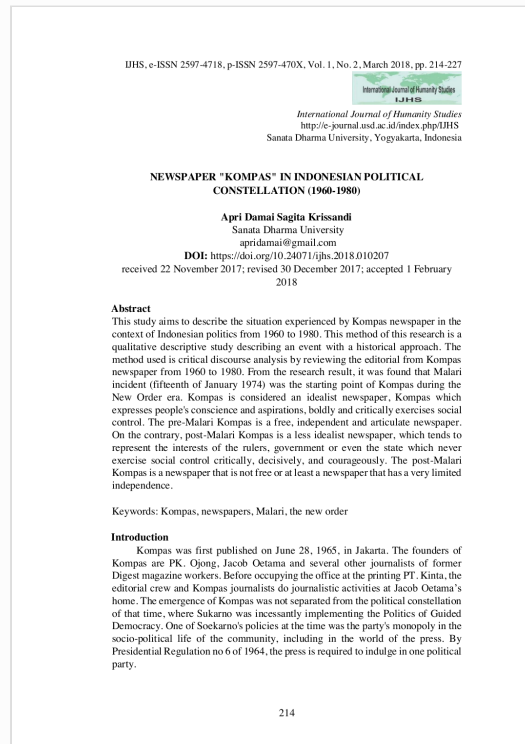 IJHS, e-ISSN 2597-4718, p-ISSN 2597-470X, Vol. 1, No. 2, March 2018, pp. 214-227
International Journal of Humanity Studies
IJHS
International Journal of Humanity Studies
http://e-journal.usd.ac.id/index.php/IJHS
Sanata Dharma University, Yogyakarta, Indonesia
NEWSPAPER "KOMPAS" IN INDONESIAN POLITICAL
CONSTELLATION (1960-1980)
Apri Damai Sagita Krissandi
Sanata Dharma University
apridamai@gmail.com
DOI: https://doi.org/10.24071/ijhs.2018.010207
received 22 November 2017; revised 30 December 2017; accepted 1 February
2018
Abstract
This study aims to describe the situation experienced by Kompas newspaper in the
context of Indonesian politics from 1960 to 1980. This method of this research is a
qualitative descriptive study describing an event with a historical approach. The
method used is critical discourse analysis by reviewing the editorial from Kompas
newspaper from 1960 to 1980. From the research result, it was found that Malari
incident (fifteenth of January 1974) was the starting point of Kompas during the
New Order era. Kompas is considered an idealist newspaper, Kompas which
expresses people's conscience and aspirations, boldly and critically exercises social
control. The pre-Malari Kompas is a free, independent and articulate newspaper.
On the contrary, post-Malari Kompas is a less idealist newspaper, which tends to
represent the interests of the rulers, government or even the state which never
exercise social control critically, decisively, and courageously. The post-Malari
Kompas is a newspaper that is not free or at least a newspaper that has a very limited
independence.
Keywords: Kompas, newspapers, Malari, the new order
Introduction
Kompas was first published on June 28, 1965, in Jakarta. The founders of
Kompas are PK. Ojong, Jacob Oetama and several other journalists of former
Digest magazine workers. Before occupying the office at the printing PT. Kinta, the
editorial crew and Kompas journalists do journalistic activities at Jacob Oetama's
home. The emergence of Kompas was not separated from the political constellation
of that time, where Sukarno was incessantly implementing the Politics of Guided
Democracy. One of Soekarno's policies at the time was the party's monopoly in the
socio-political life of the community, including in the world of the press. By
Presidential Regulation no 6 of 1964, the press is required to indulge in one political
party.
214